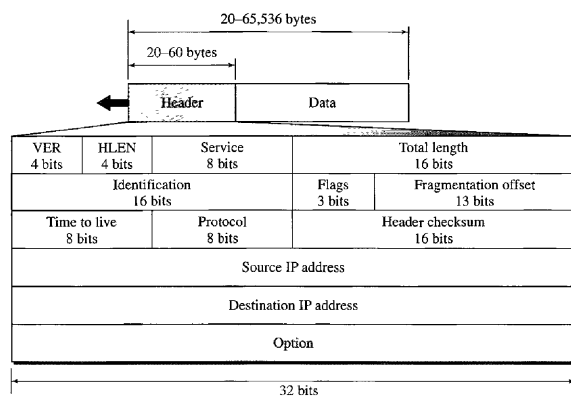 20–65,536 bytes
20–60 bytes
Header
Data
VER
4 bits
HLEN
4 bits
Service
8 bits
Total length
16 bits
Identification
16 bits
Flags
3 bits
Fragmentation offset
13 bits
Time to live
8 bits
Protocol
8 bits
Header checksum
16 bits
Source IP address
Destination IP address
Option
32 bits